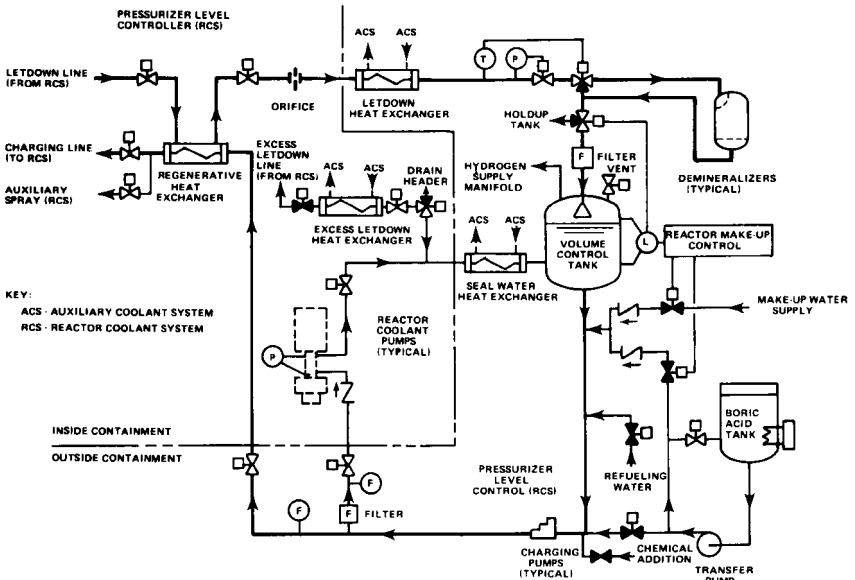 PRESSURIZER LEVEL
CONTROLLER (RCS)
ACS
ACS
LETDOWN LINE
(FROM RCS)
T
P
ORIFICE
LETDOWN
HEAT EXCHANGER
HOLDUP
TANK
CHARGING LINE
(TO RCS)
EXCESS
LETDOWN
LINE
(FROM RCS)
ACS
ACS
DRAIN
HEADER
F
FILTER
VENT
HYDROGEN
SUPPLY
MANIFOLD
DEMINERALIZERS
(TYPICAL)
REGENERATIVE
HEAT
EXCHANGER
AUXILIARY
SPRAY (RCS)
ACS
ACS
EXCESS LETDOWN
HEAT EXCHANGER
VOLUME
CONTROL
TANK
L
REACTOR MAKE-UP
CONTROL
SEAL WATER
HEAT EXCHANGER
KEY:
ACS - AUXILIARY COOLANT SYSTEM
RCS - REACTOR COOLANT SYSTEM
MAKE-UP WATER
SUPPLY
REACTOR
COOLANT
PUMPS
(TYPICAL)
P
BORIC
ACID
TANK
INSIDE CONTAINMENT
OUTSIDE CONTAINMENT
PRESSURIZER
LEVEL
CONTROL (RCS)
REFUELING
WATER
F
F
F
FILTER
CHARGING
PUMPS
(TYPICAL)
CHEMICAL
ADDITION
TRANSFER
PUMP